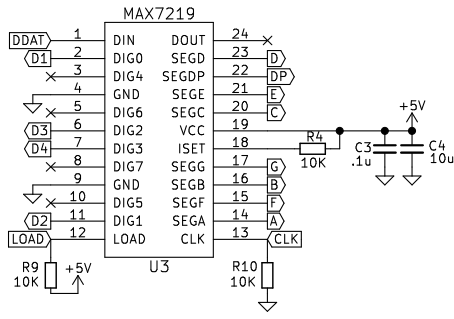 MAX7219
DDAT 1 DIN DOUT 24
D1 2 DIG0 SEGD 23 D
3 DIG4 SEGDP 22 DP
4 GND SEGE 21 E
5 DIG6 SEGC 20 C
D3 6 DIG2 VCC 19 +5V
D4 7 DIG3 ISET 18 R4 10K C3 .1u C4 10u
8 DIG7 SEGG 17 G
9 GND SEGB 16 B
10 DIG5 SEGF 15 F
D2 11 DIG1 SEGA 14 A
LOAD 12 LOAD CLK 13 CLK
U3
R9 10K +5V
R10 10K